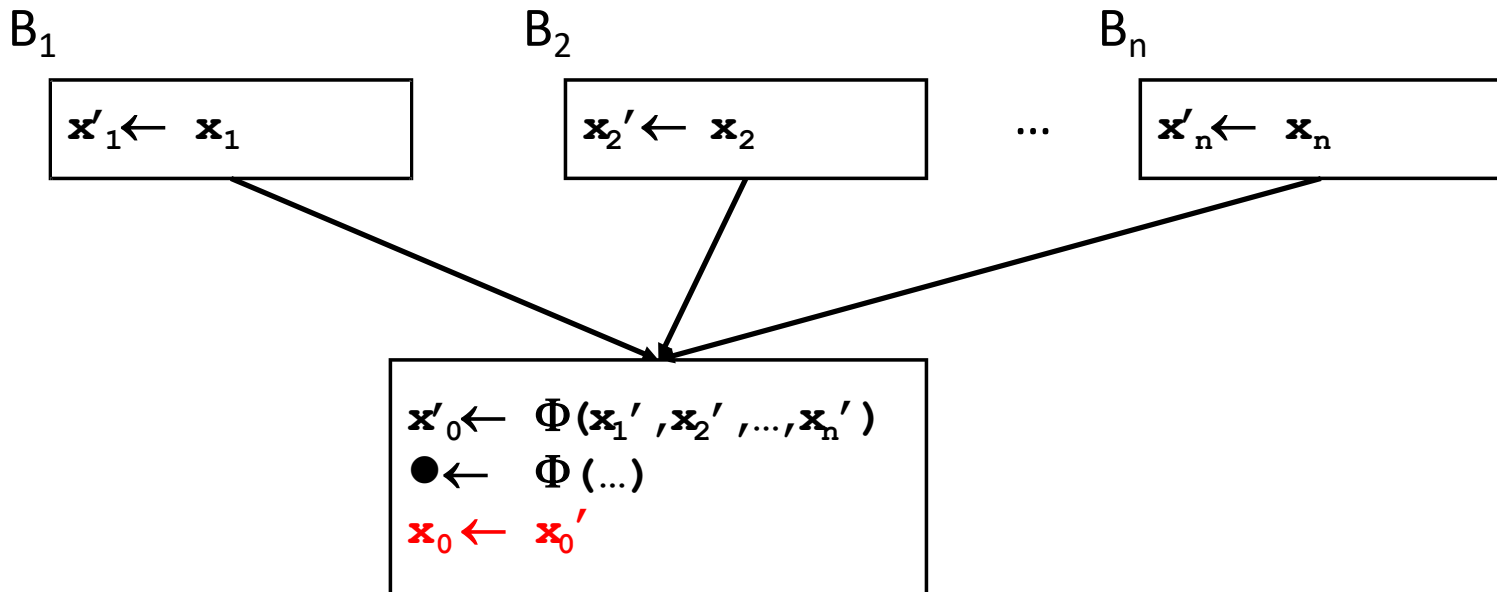 B₁ B₂ Bₙ
x′₁← x₁ x₂′← x₂ … x′ₙ← xₙ
x′₀← Φ(x₁′,x₂′,…,xₙ′)
●← Φ(…)
x₀← x₀′